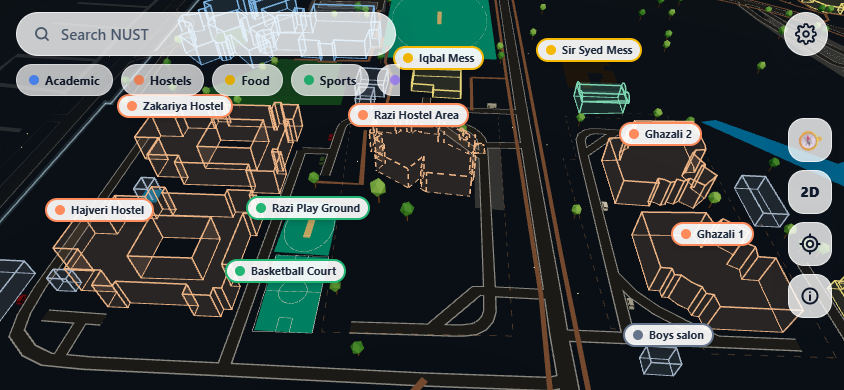 Search NUST
Iqbal Mess
Sir Syed Mess
Academic
Hostels
Food
Sports
Zakariya Hostel
Razi Hostel Area
Ghazali 2
2D
Hajveri Hostel
Razi Play Ground
Ghazali 1
Basketball Court
Boys salon